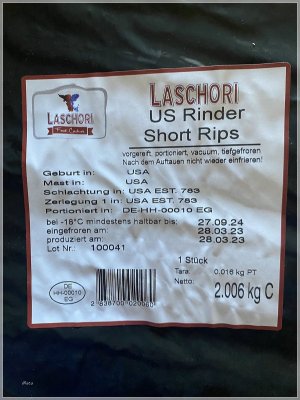 LASCHORI
LASCHORI
US Rinder
Short Rips
vorgereift, portioniert, vacuum, tiefgefroren
Nach dem Auftauen nicht wieder einfrieren!
Geburt in: USA
Mast in: USA
Schlachtung in: USA EST. 783
Zerlegung 1 in: USA EST. 783
Portioniert in: DE-HH-00010 EG
bei -18°C mindestens haltbar bis: 27.09.24
eingefroren am: 28.03.23
produziert am: 28.03.23
Lot Nr.: 100041
1 Stück
Tara: 0.016 kg PT
Netto: 2.006 kg C
DE
HH-00010
EG